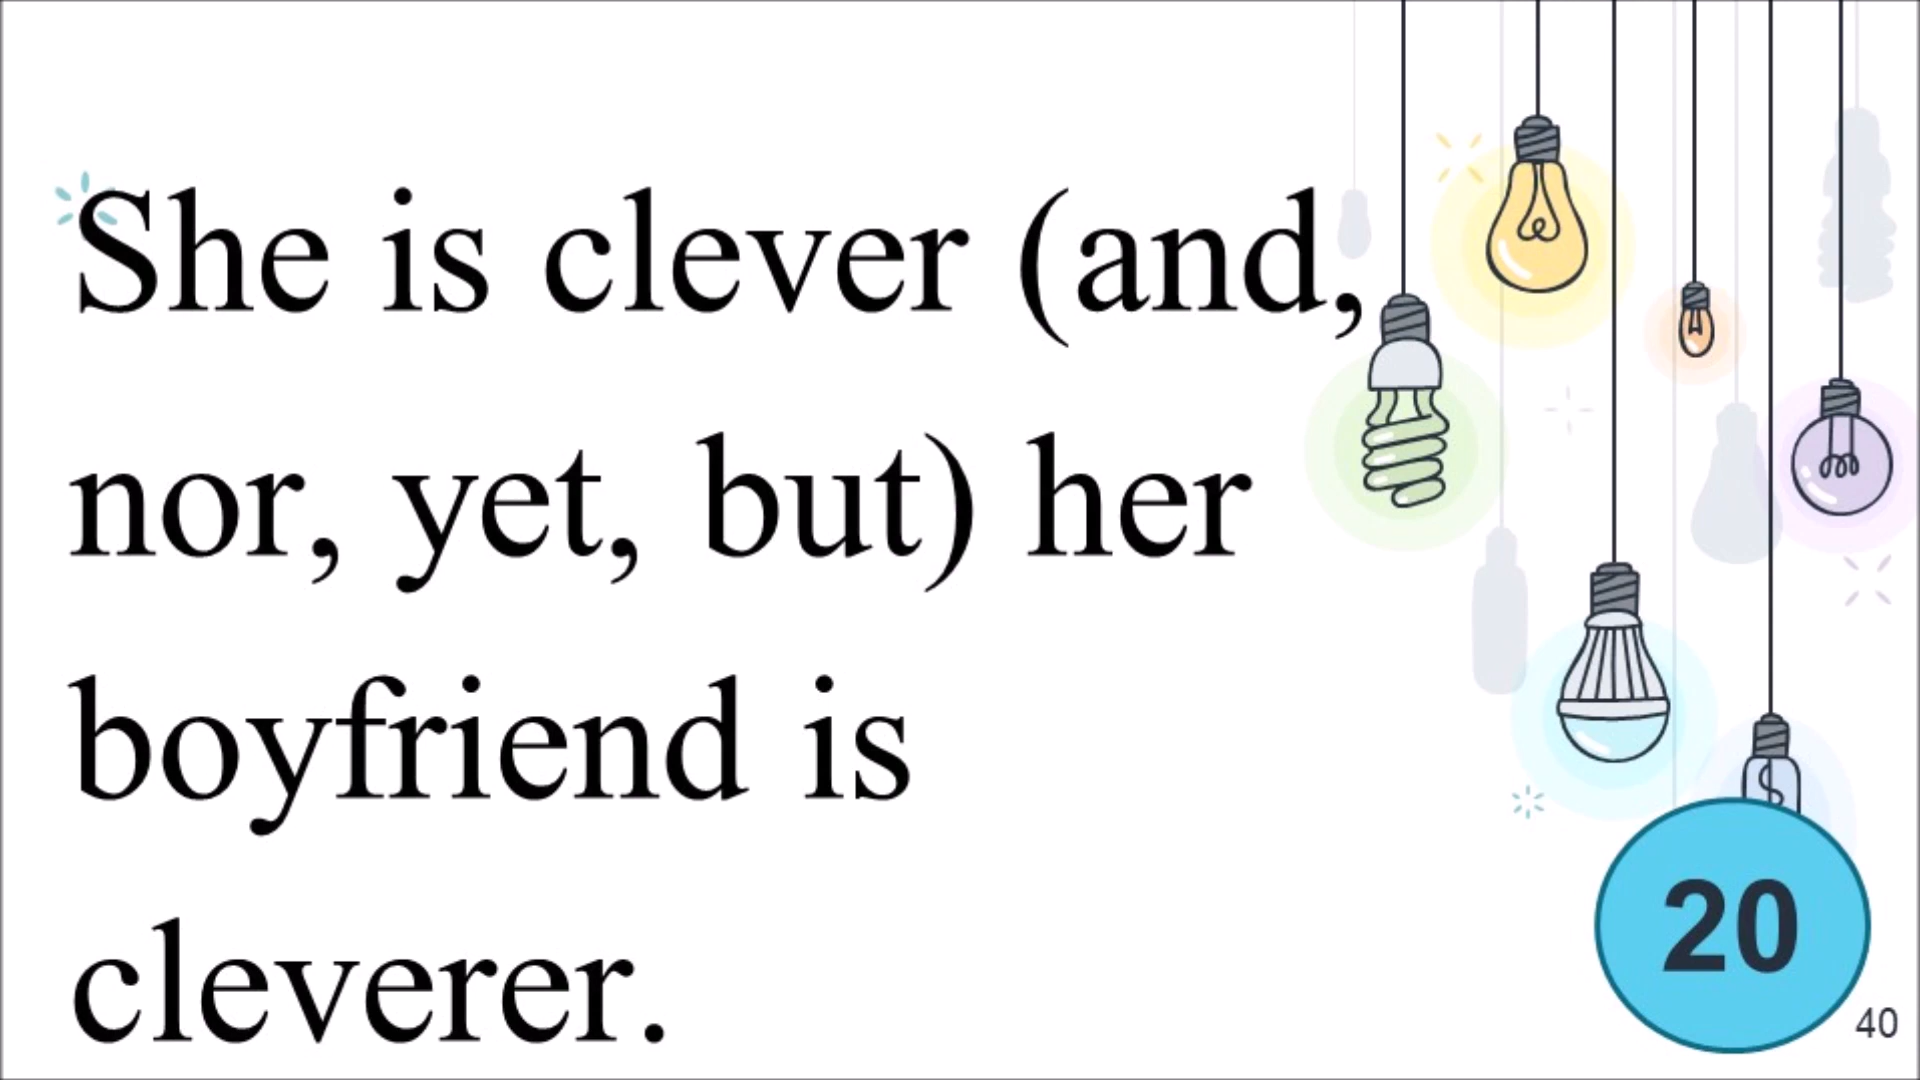 She is clever (and,
nor, yet, but) her
boyfriend is
cleverer.
20
40